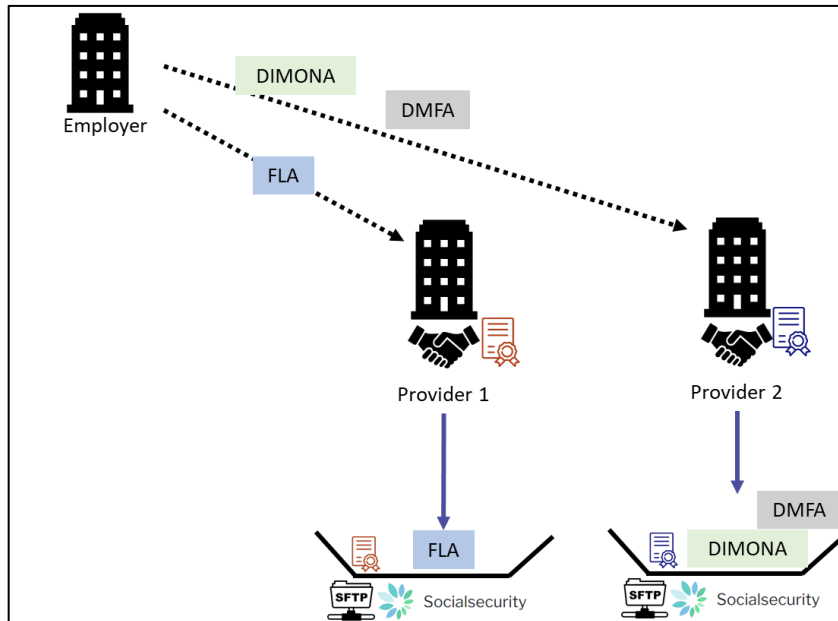 DIMONA
DMFA
Employer
FLA
Provider 1
Provider 2
DMFA
FLA
DIMONA
SFTP
Socialsecurity
SFTP
Socialsecurity